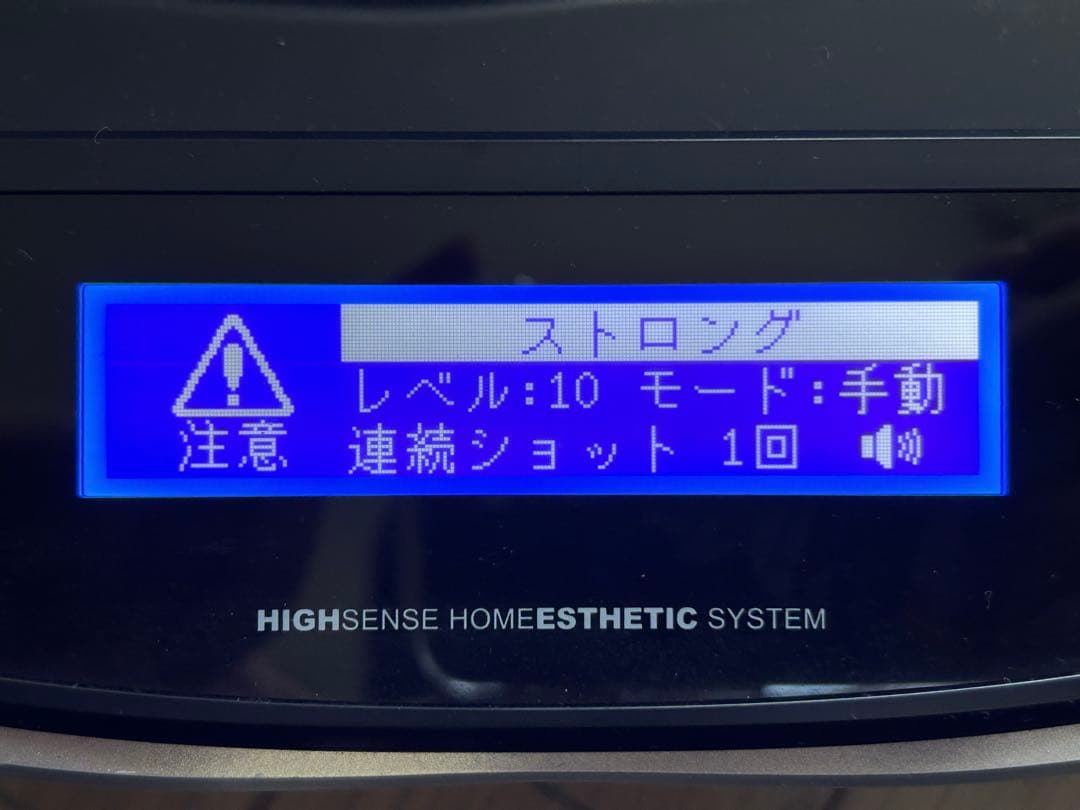 ストロング
レベル:10 モード:手動
注意
連続ショット 1回
HIGHSENSE HOMEESTHETIC SYSTEM